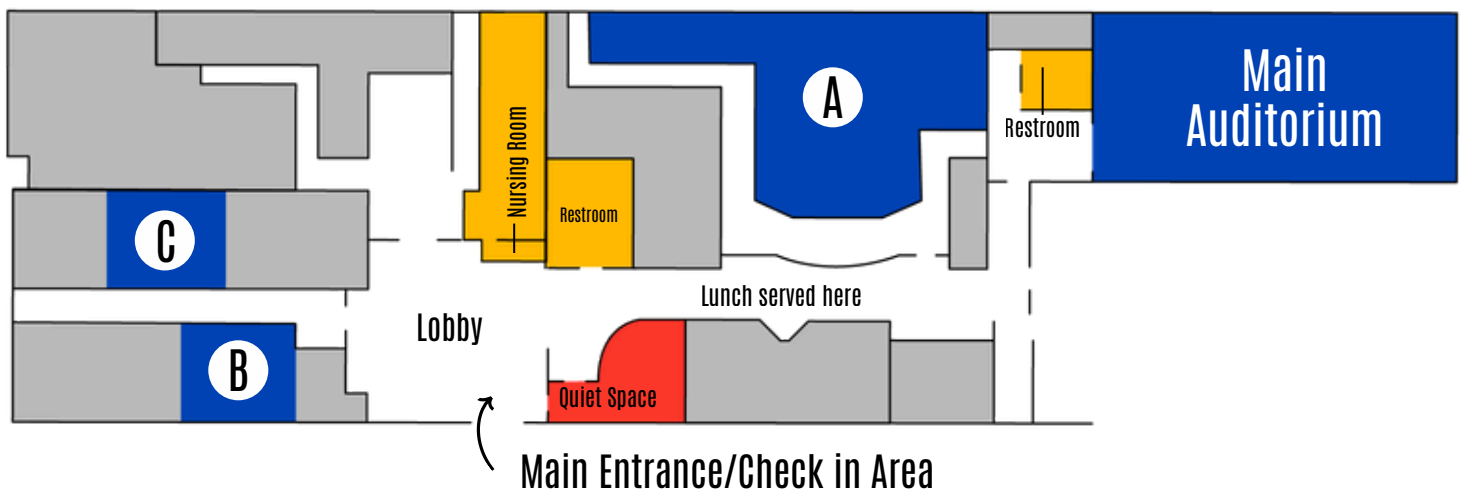 A
Main
Auditorium
Restroom
Nursing Room
Restroom
C
Lunch served here
Lobby
B
Quiet Space
Main Entrance/Check in Area